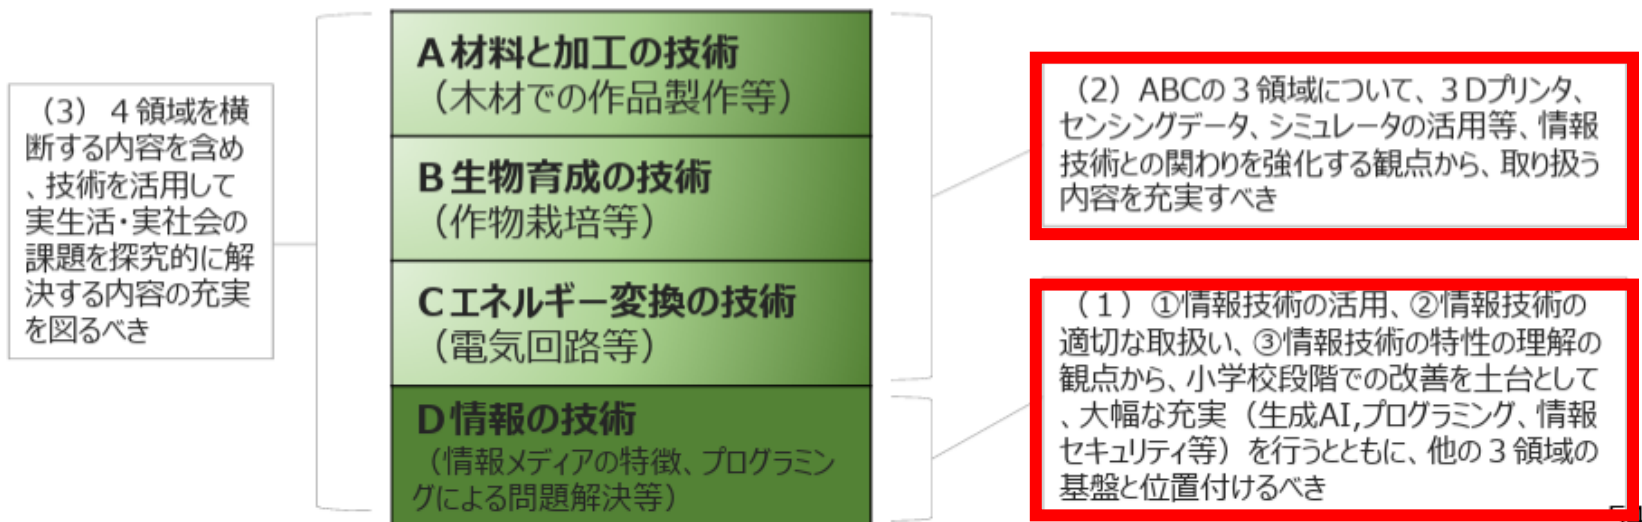 （3）４領域を横
断する内容を含め
、技術を活用して
実生活・実社会の
課題を探究的に解
決する内容の充実
を図るべき
A材料と加工の技術
（木材での作品製作等）
B生物育成の技術
（作物栽培等）
Cエネルギー変換の技術
（電気回路等）
D情報の技術
（情報メディアの特徴、プログラミン
グによる問題解決等）
（2）ABCの３領域について、３Dプリンタ、
センシングデータ、シミュレータの活用等、情報
技術との関わりを強化する観点から、取り扱う
内容を充実すべき
（１）①情報技術の活用、②情報技術の
適切な取扱い、③情報技術の特性の理解の
観点から、小学校段階での改善を土台として
、大幅な充実（生成AI,プログラミング、情報
セキュリティ等）を行うとともに、他の３領域の
基盤と位置付けるべき